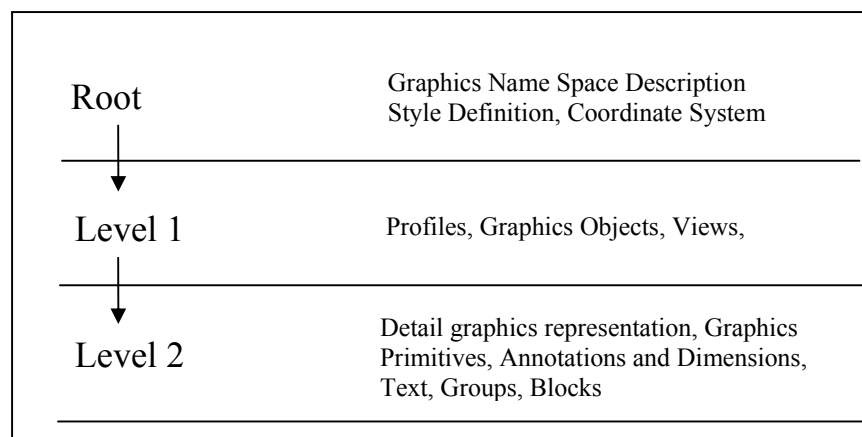 Root
Graphics Name Space Description
Style Definition, Coordinate System
Level 1
Profiles, Graphics Objects, Views,
Level 2
Detail graphics representation, Graphics
Primitives, Annotations and Dimensions,
Text, Groups, Blocks